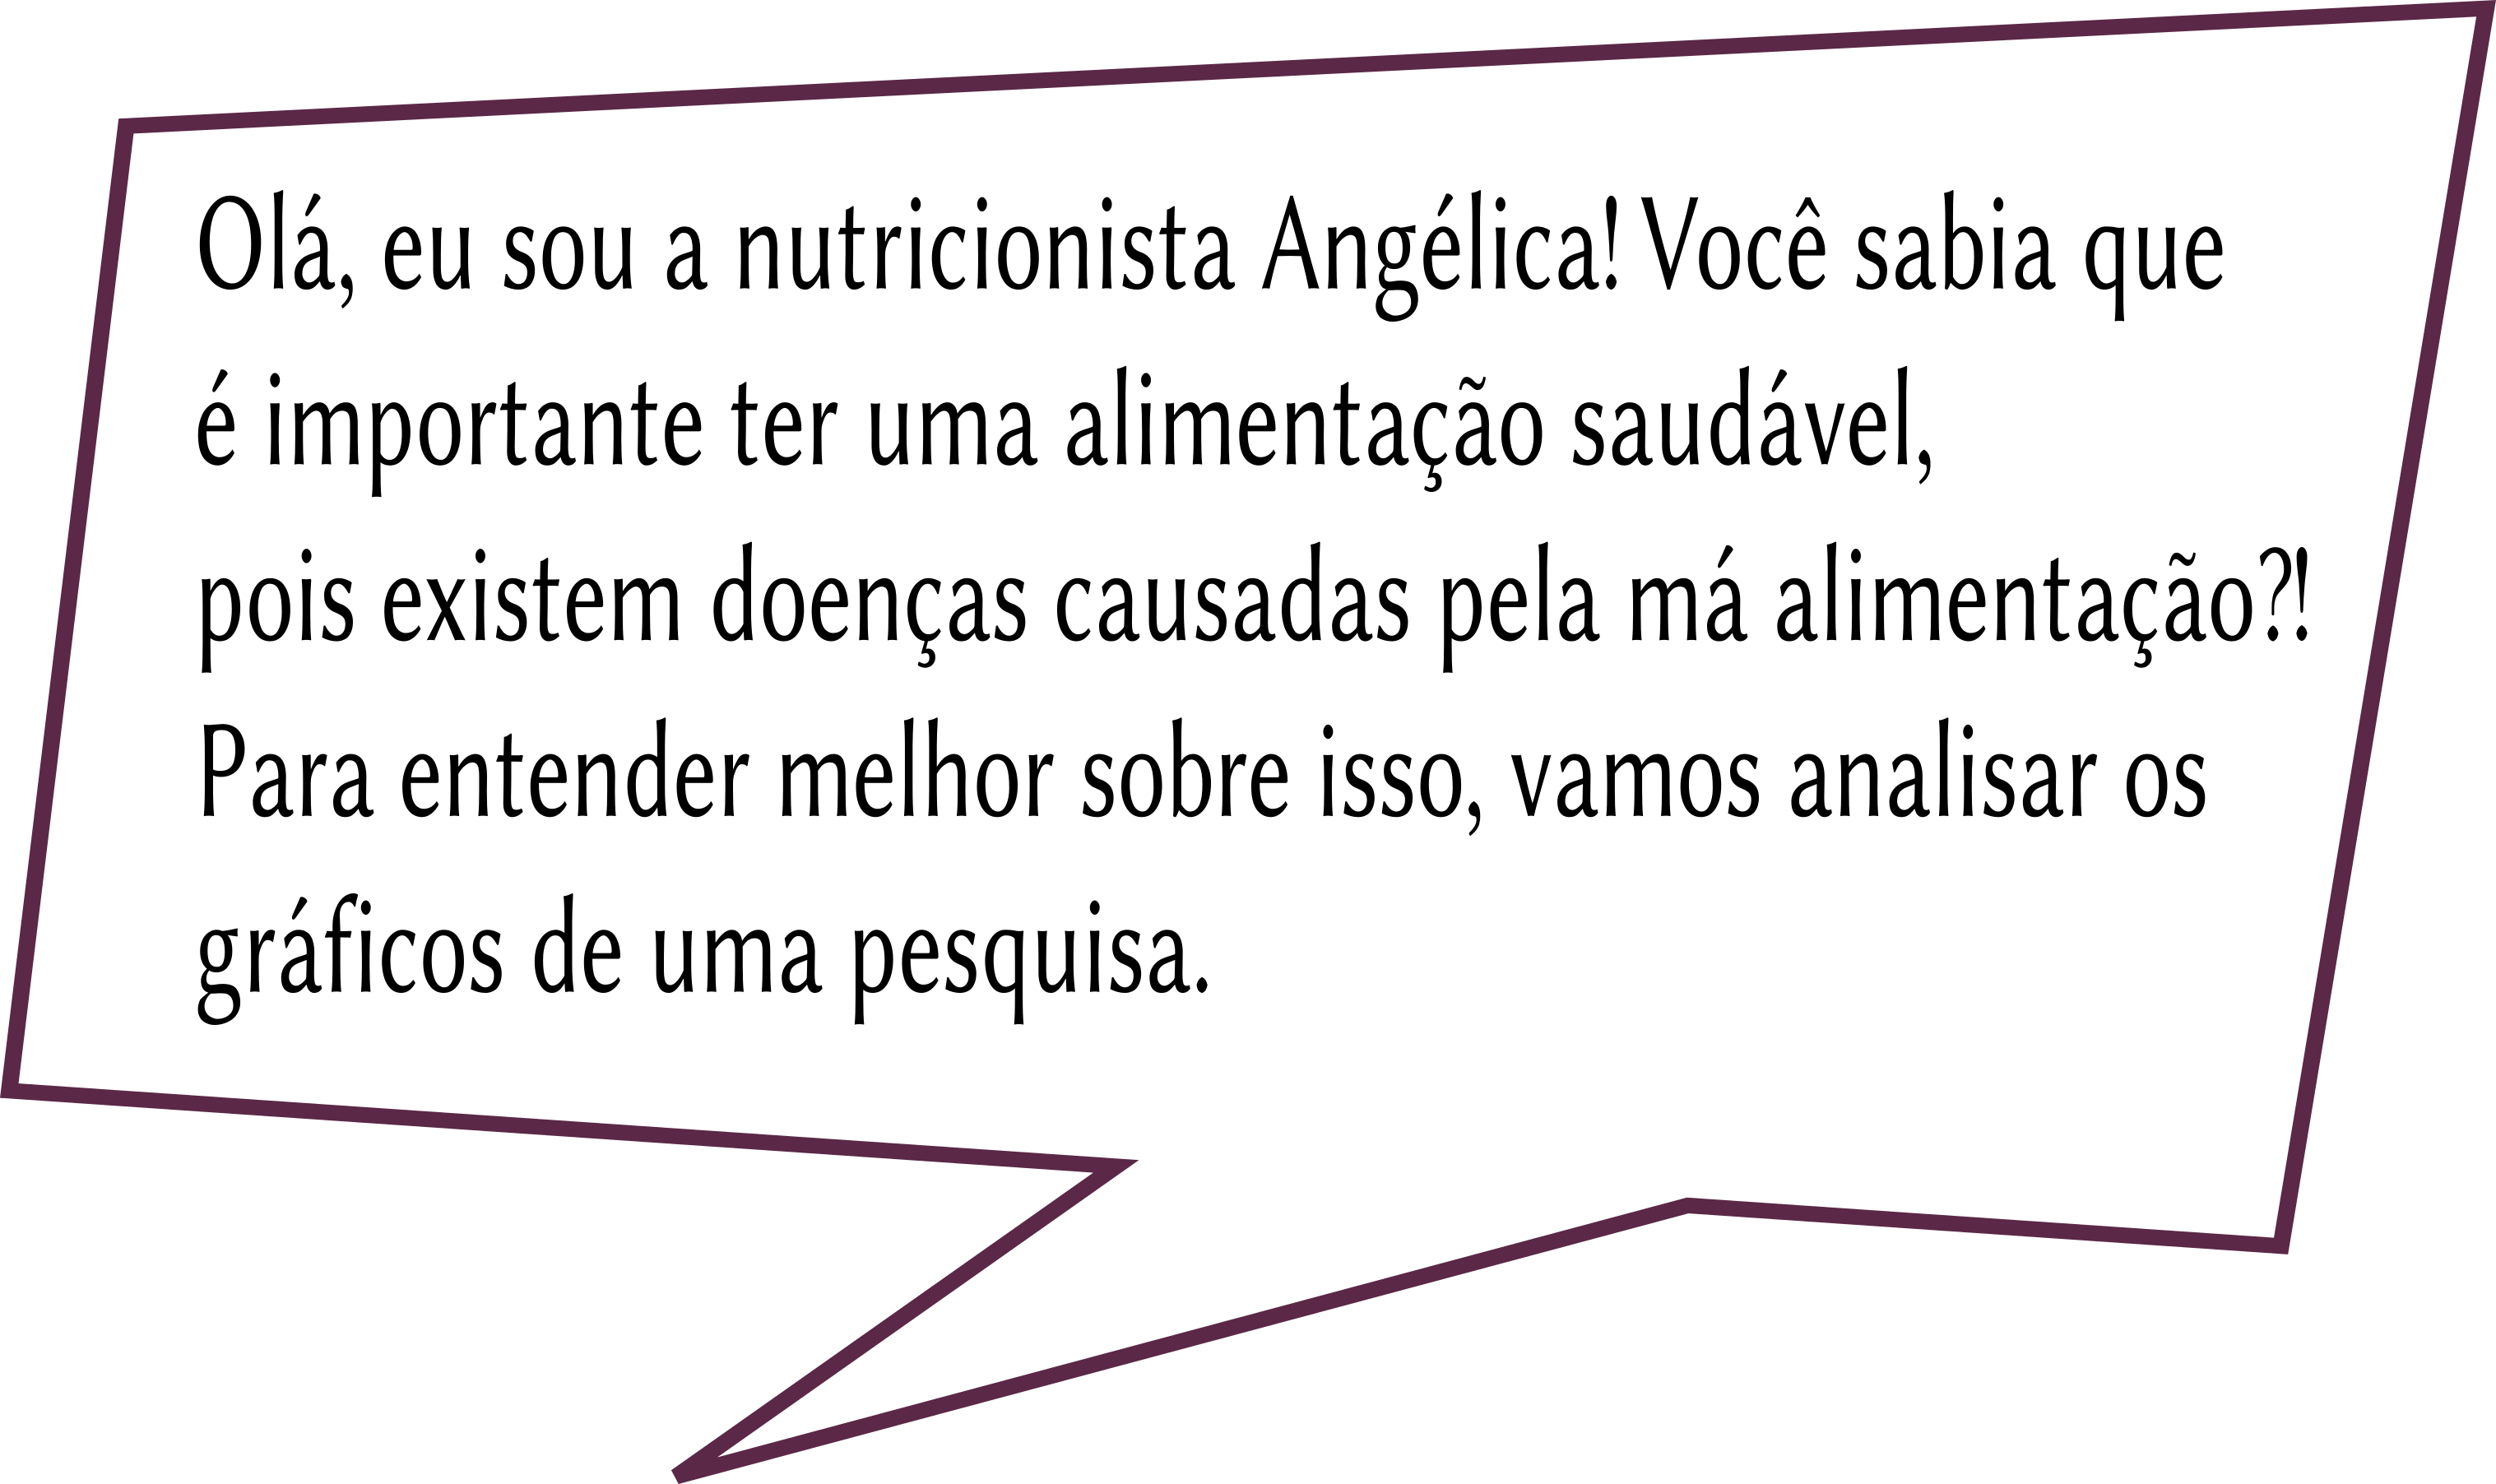 Olá, eu sou a nutricionista Angélica! Você sabia que
é importante ter uma alimentação saudável,
pois existem doenças causadas pela má alimentação?!
Para entender melhor sobre isso, vamos analisar os
gráficos de uma pesquisa.